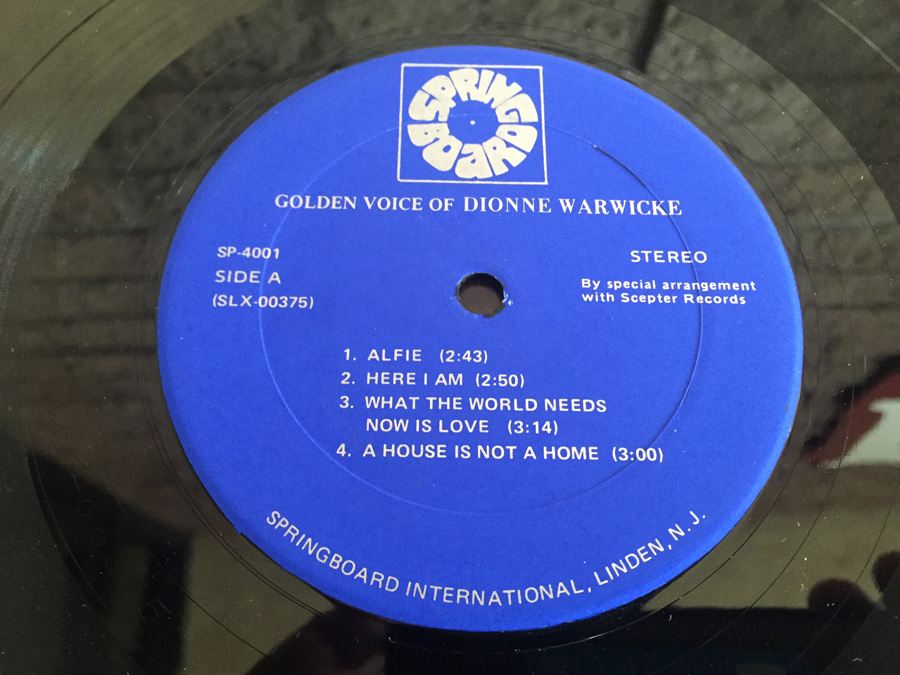 SPRING
BOARD
GOLDEN VOICE OF DIONNE WARWICKE
SP-4001
SIDE A
(SLX-00375)
STEREO
By special arrangement
with Scepter Records
1. ALFIE (2:43)
2. HERE I AM (2:50)
3. WHAT THE WORLD NEEDS
NOW IS LOVE (3:14)
4. A HOUSE IS NOT A HOME (3:00)
SPRINGBOARD INTERNATIONAL, LINDEN, N. J.